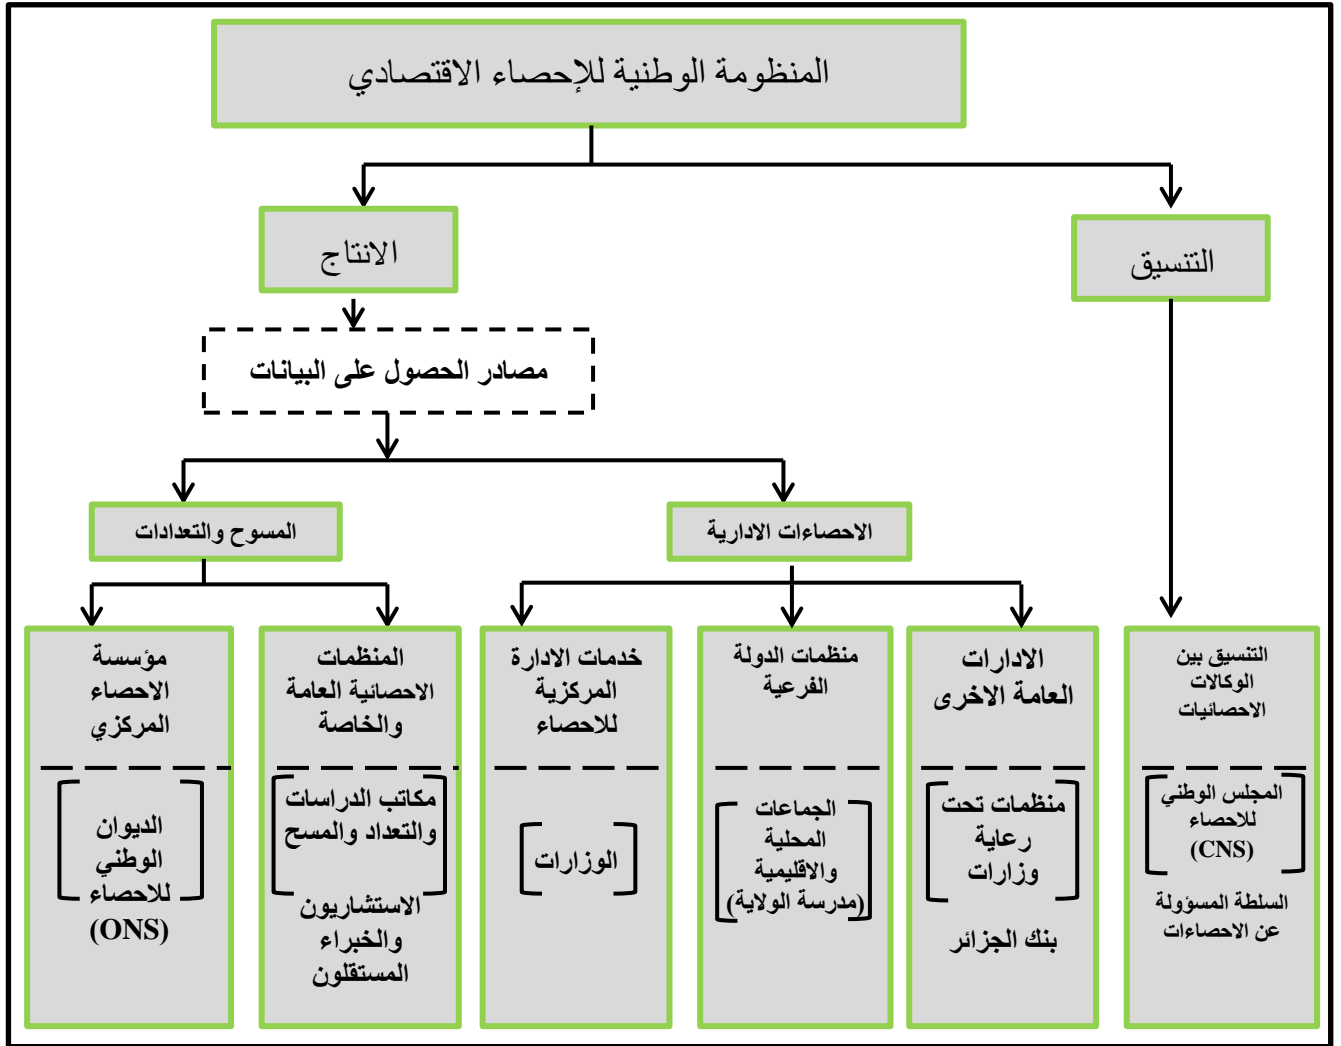 المنظومة الوطنية للإحصاء الاقتصادي
التنسيق
الانتاج
مصادر الحصول على البيانات
الاحصاءات الادارية
المسوح والتعدادات
التنسيق بين
الوكالات
الاحصائيات
المجلس الوطني
للاحصاء
(CNS)
السلطة المسؤولة
عن الاحصاءات
الادارات
العامة الاخرى
منظمات تحت
رعاية
وزارات
بنك الجزائر
منظمات الدولة
الفرعية
الجماعات
المحلية
والاقليمية
(مدرسة الولاية)
خدمات الادارة
المركزية
للاحصاء
الوزارات
المنظمات
الاحصائية العامة
والخاصة
مكاتب الدراسات
والتعداد والمسح
الاستشاريون
والخبراء
المستقلون
مؤسسة
الاحصاء
المركزي
الديوان
الوطني
للاحصاء
(ONS)